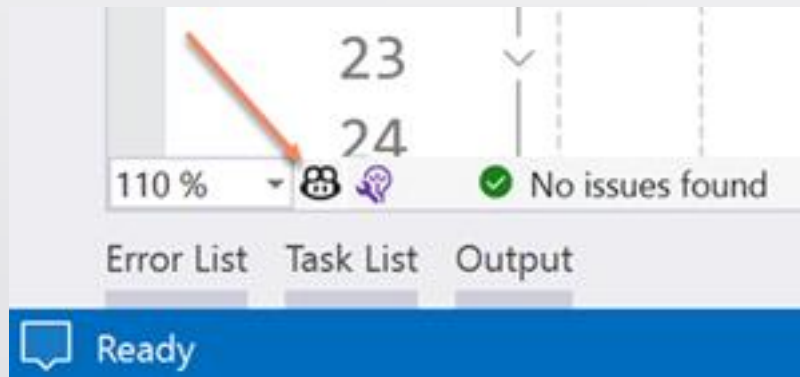 23
24
110 % No issues found
Error List Task List Output
Ready